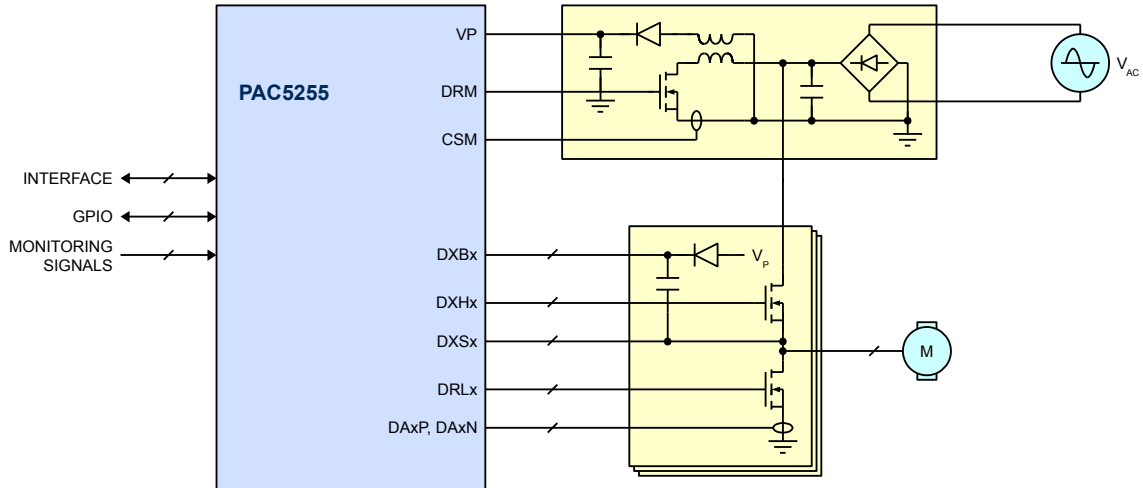 VP
V_AC
PAC5255
DRM
CSM
INTERFACE
GPIO
MONITORING
SIGNALS
DXBx
V_P
DXHx
DXSx
M
DRLx
DAxP, DAxN